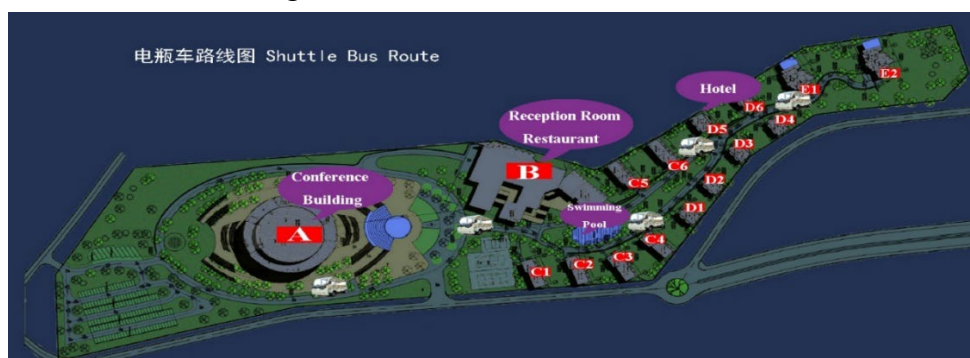 电瓶车路线图 Shuttle Bus Route
Hotel
E1
E2
D6
D4
D5
D3
Reception Room
Restaurant
B
C6
C5
D2
D1
Conference
Building
A
Swimming
Pool
C4
C3
C2
C1